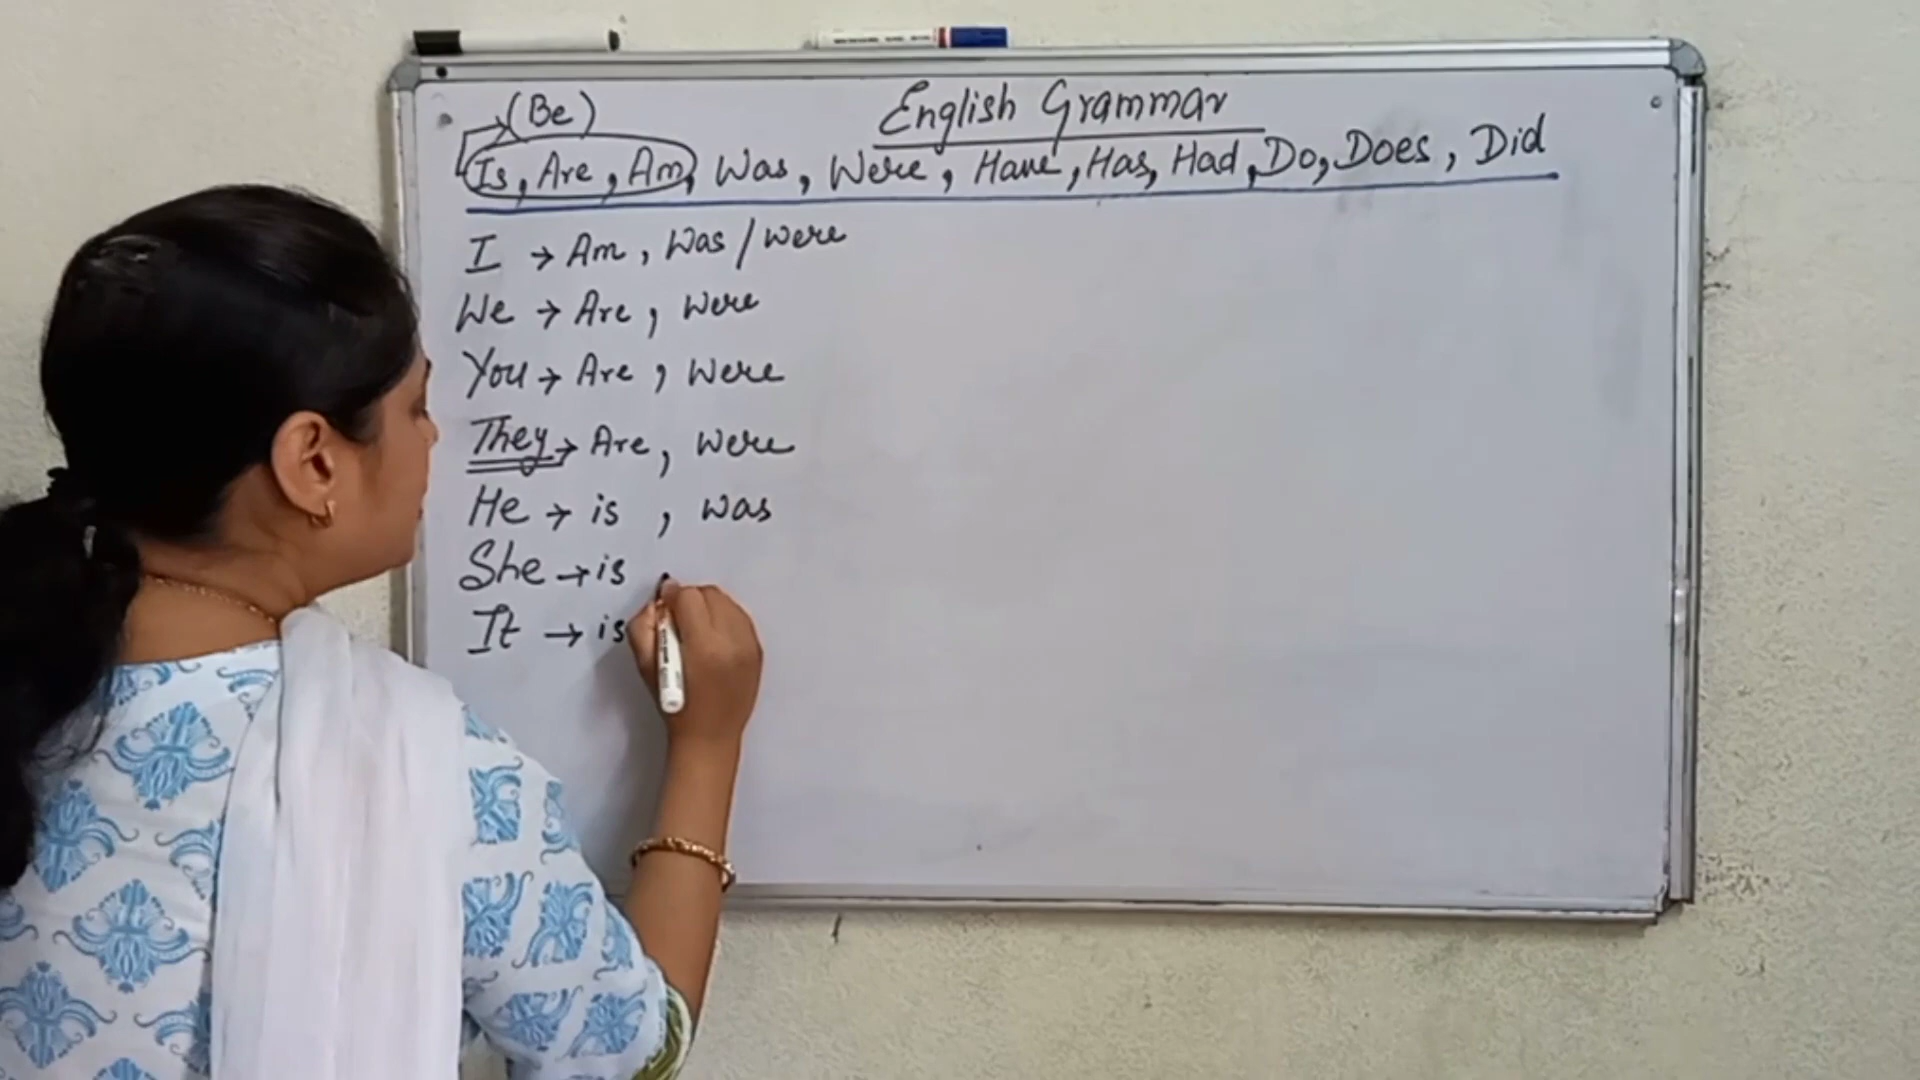 English Grammar
(Be)
Is, Are, Am, Was, Were, Have, Has, Had, Do, Does, Did
I → Am, Was/Were
We → Are, Were
You → Are, Were
They → Are, Were
He → is, was
She → is
It → is